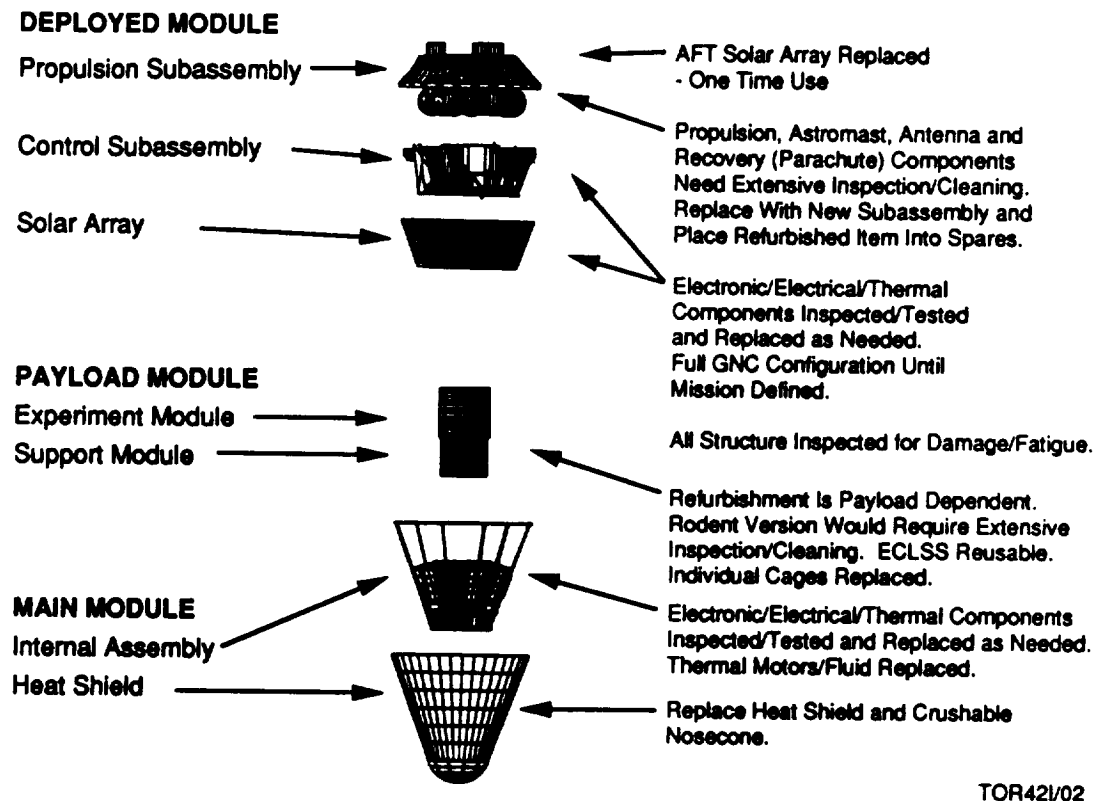 DEPLOYED MODULE
Propulsion Subassembly
Control Subassembly
Solar Array
PAYLOAD MODULE
Experiment Module
Support Module
MAIN MODULE
Internal Assembly
Heat Shield
AFT Solar Array Replaced
- One Time Use
Propulsion, Astromast, Antenna and
Recovery (Parachute) Components
Need Extensive Inspection/Cleaning.
Replace With New Subassembly and
Place Refurbished Item Into Spares.
Electronic/Electrical/Thermal
Components Inspected/Tested
and Replaced as Needed.
Full GNC Configuration Until
Mission Defined.
All Structure Inspected for Damage/Fatigue.
Refurbishment Is Payload Dependent.
Rodent Version Would Require Extensive
Inspection/Cleaning. ECLSS Reusable.
Individual Cages Replaced.
Electronic/Electrical/Thermal Components
Inspected/Tested and Replaced as Needed.
Thermal Motors/Fluid Replaced.
Replace Heat Shield and Crushable
Nosecone.
TOR42I/02